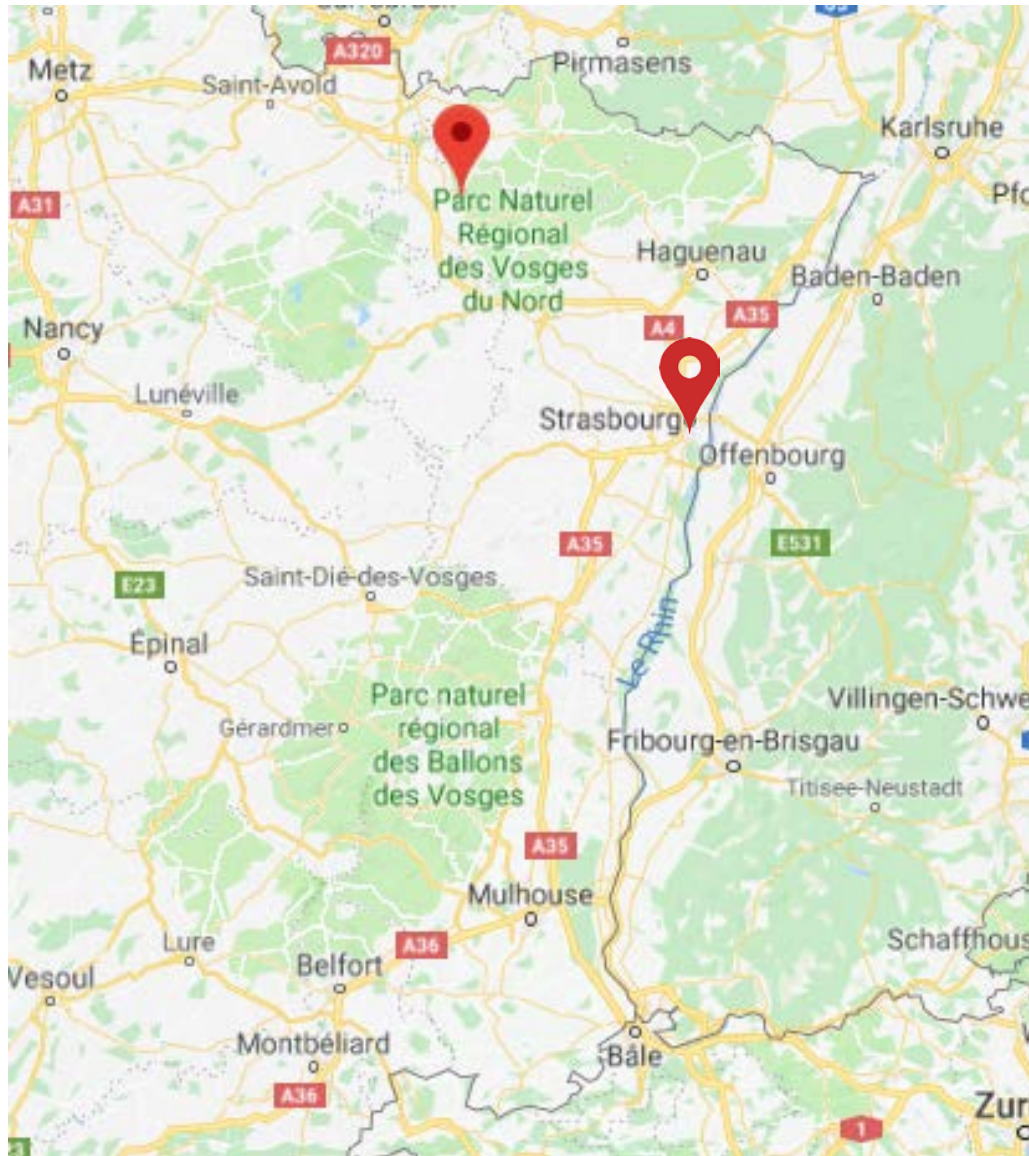 A320
Pirmasens
Metz
Saint-Avold
Karlsruhe
A31
Parc Naturel
Régional
des Vosges
du Nord
Haguenau
Baden-Baden
Nancy
A4
A35
Lunéville
Strasbourg
Offenbourg
A35
E531
E23
Saint-Dié-des-Vosges
Le Rhin
Épinal
Parc naturel
régional
des Ballons
des Vosges
Gérardmer
Villingen-Schwe
Fribourg-en-Brisgau
Titisee-Neustadt
A35
Mulhouse
Lure
A36
Belfort
Schaffhous
Vesoul
Montbéliard
Bâle
A36
Zur
1